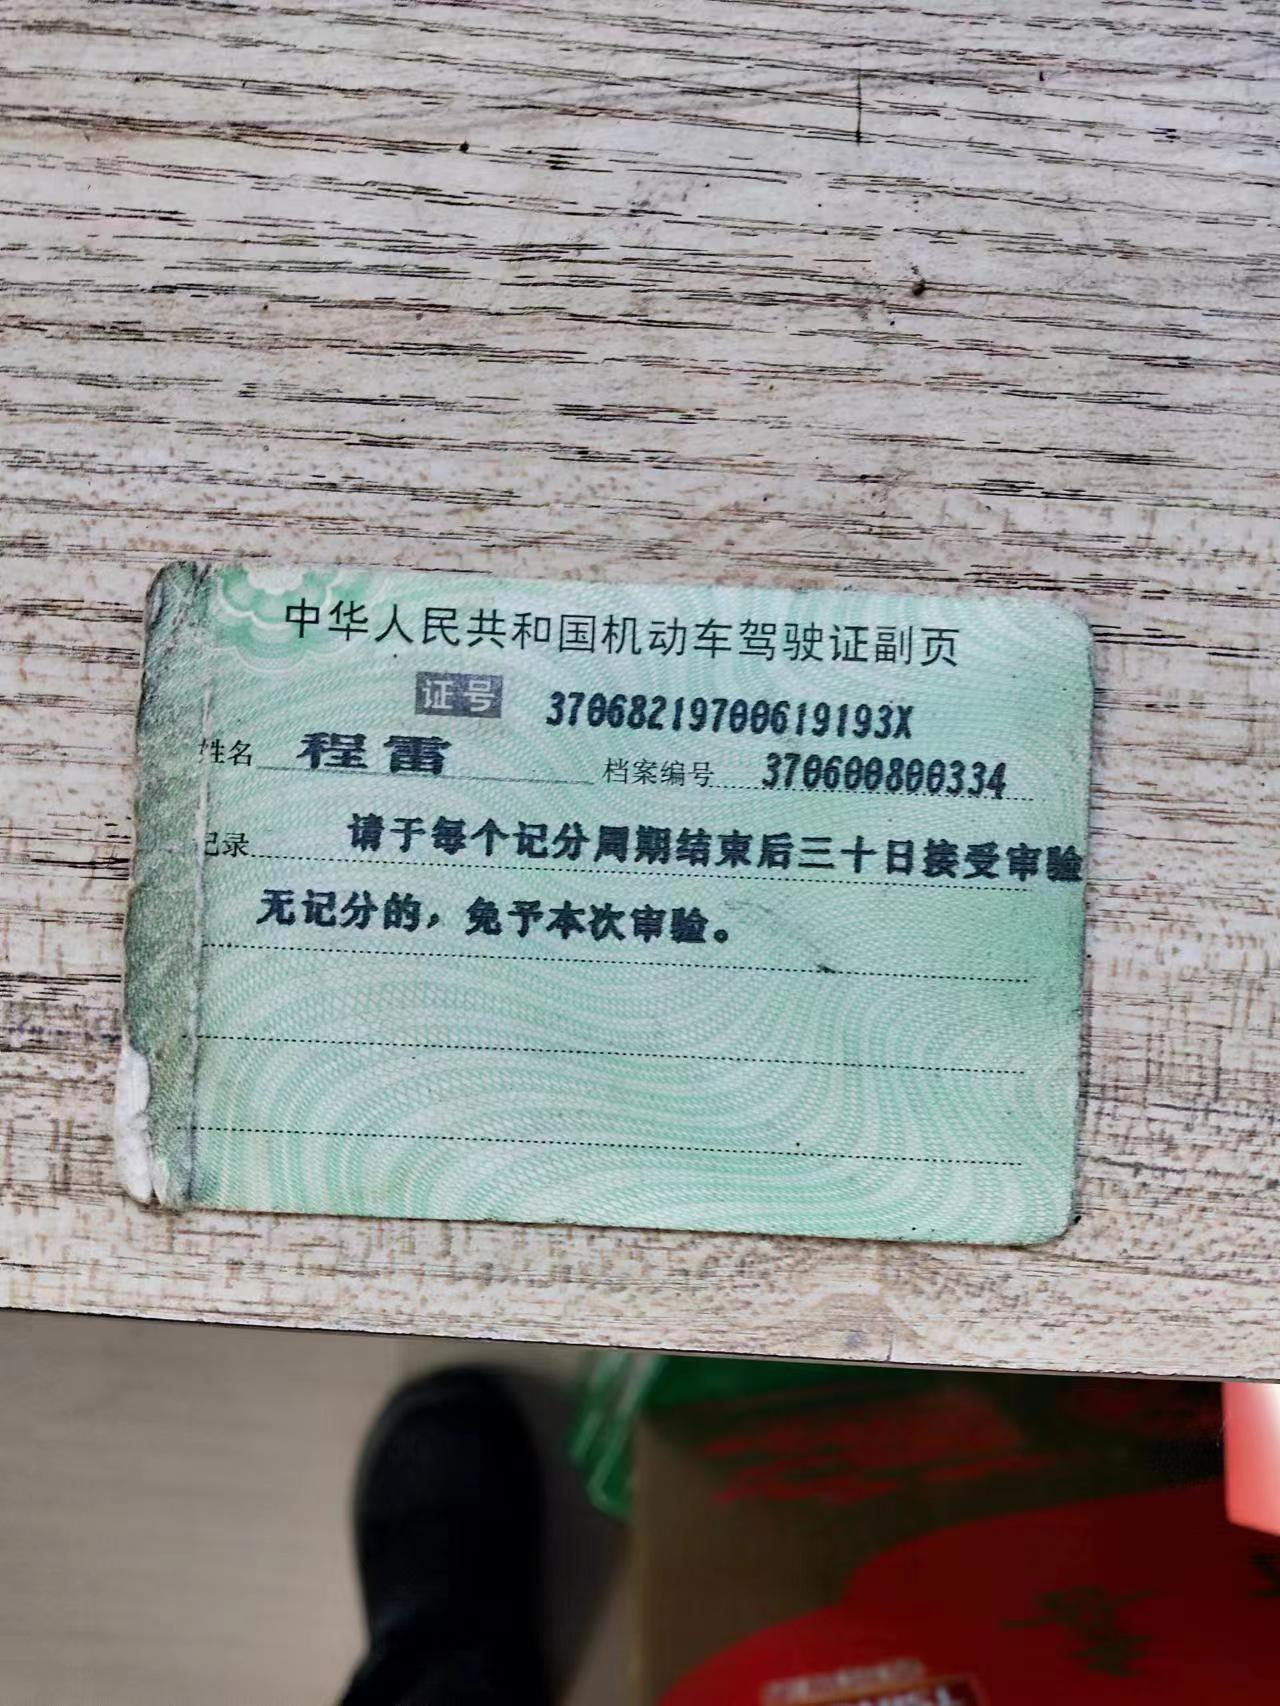 中华人民共和国机动车驾驶证副页
证号 37068219700619193X
姓名 程雷 档案编号 370600800334
记录 请于每个记分周期结束后三十日接受审验
无记分的，免予本次审验。